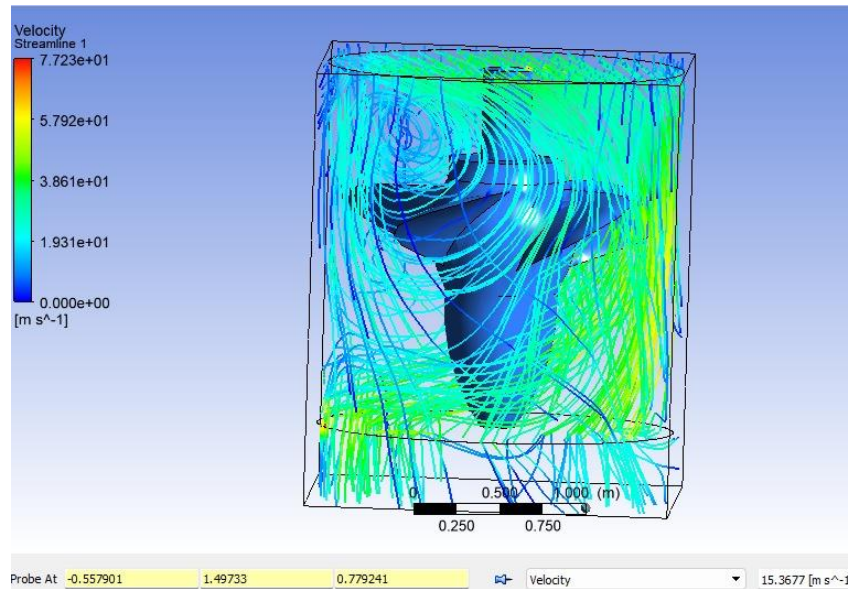 Velocity
Streamline 1
7.723e+01
5.792e+01
3.861e+01
1.931e+01
0.000e+00
[m s^-1]
0 0.500 1.000 (m)
0.250 0.750
Probe At -0.557901 1.49733 0.779241 Velocity 15.3677 [m s^-1